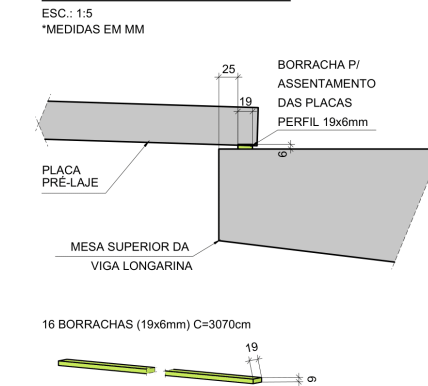 ESC.: 1:5
*MEDIDAS EM MM
25
19
BORRACHA P/
ASSENTAMENTO
DAS PLACAS
PERFIL 19x6mm
6
PLACA
PRÉ-LAJE
MESA SUPERIOR DA
VIGA LONGARINA
16 BORRACHAS (19x6mm) C=3070cm
19
6